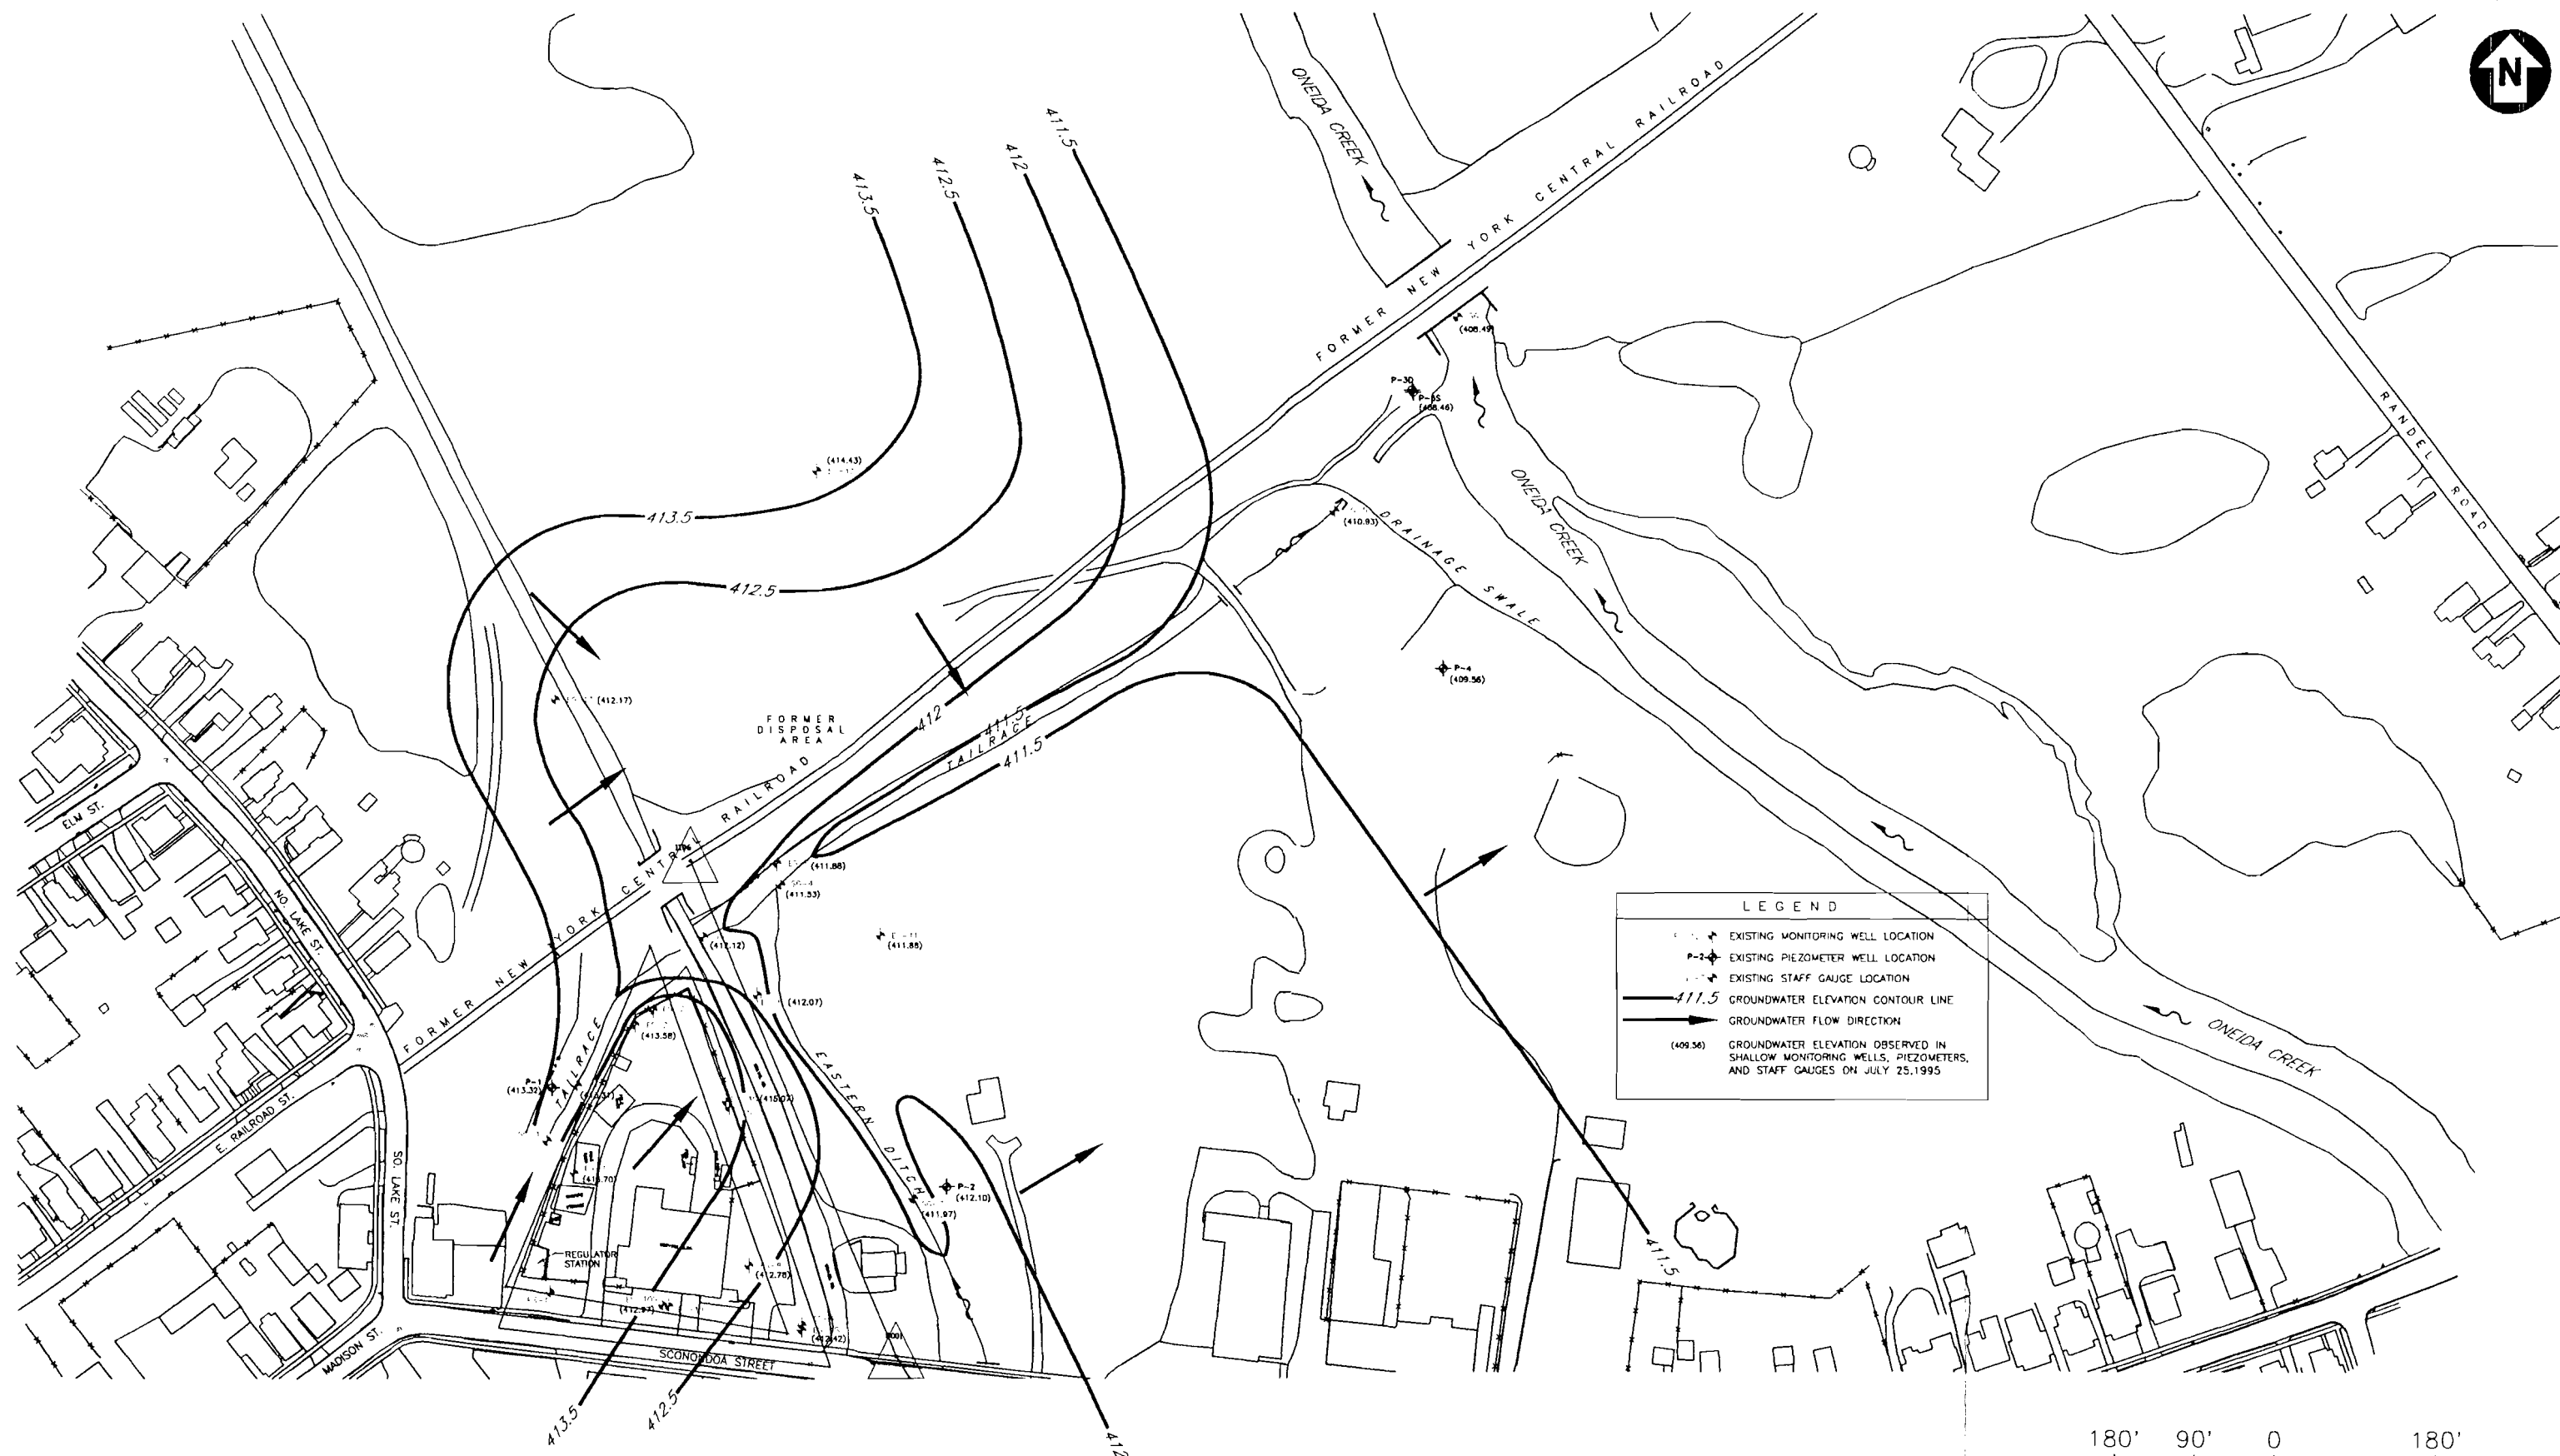 N
ONEIDA CREEK
FORMER NEW YORK CENTRAL RAILROAD
411.5
412
412.5
413.5
(408.49)
P-3D
(414.43)
413.5
(410.93)
DRAINAGE SWALE
ONEIDA CREEK
RANDEL ROAD
412.5
P-4
(409.56)
(412.17)
FORMER
DISPOSAL
AREA
412
411.5
TAILRACE
411.5
ELM ST.
NO. LAKE ST.
FORMER NEW YORK CENTRAL RAILROAD
(411.88)
(411.53)
(412.12)
(411.88)
(412.07)
(413.58)
TAILRACE
P-1
(413.32)
(415.07)
EASTERN DITCH
P-2
(412.10)
(411.97)
E. RAILROAD ST.
SO. LAKE ST.
REGULATOR
STATION
(412.78)
(412.97)
(412.42)
MADISON ST.
413.5
412.5
412
411.5
LEGEND
EXISTING MONITORING WELL LOCATION
P-2 EXISTING PIEZOMETER WELL LOCATION
EXISTING STAFF GAUGE LOCATION
411.5 GROUNDWATER ELEVATION CONTOUR LINE
GROUNDWATER FLOW DIRECTION
(409.56) GROUNDWATER ELEVATION OBSERVED IN
SHALLOW MONITORING WELLS, PIEZOMETERS,
AND STAFF GAUGES ON JULY 25,1995
ONEIDA CREEK
180' 90' 0 180'